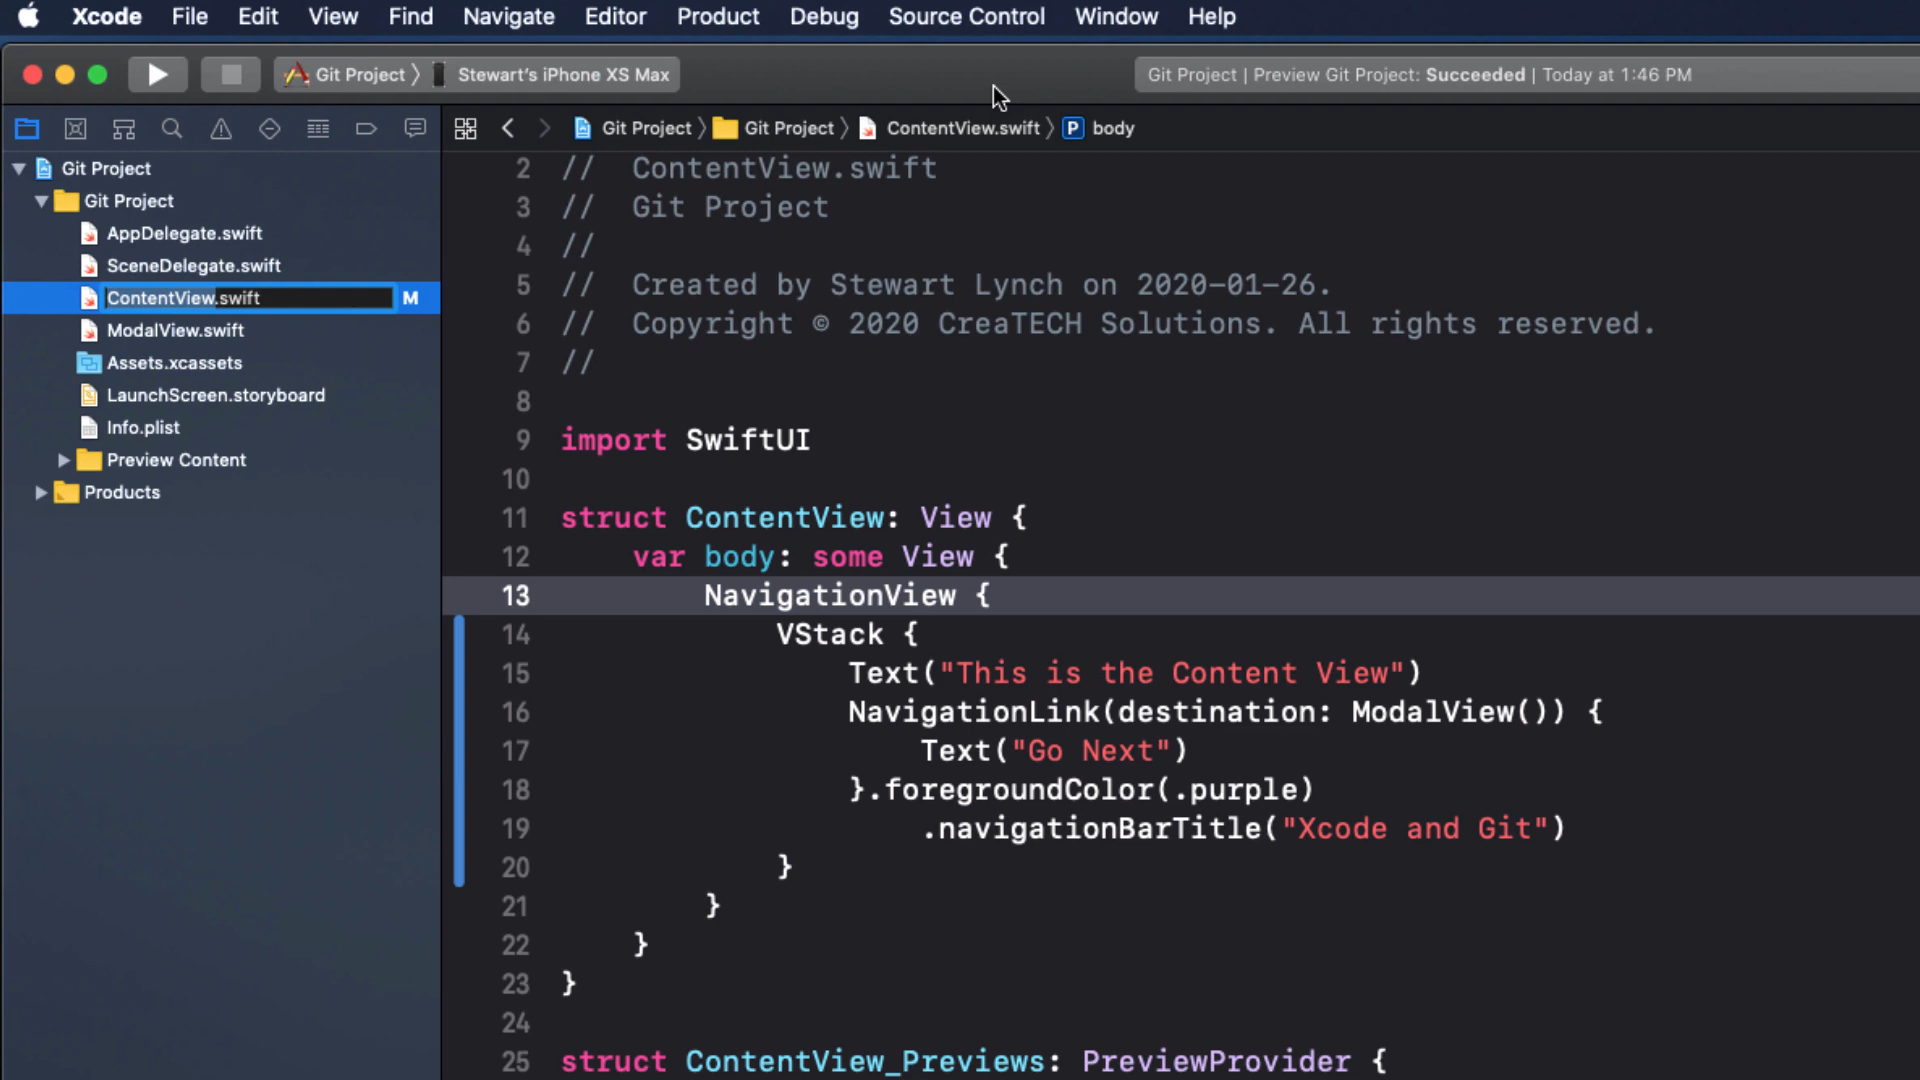 Xcode File Edit View Find Navigate Editor Product Debug Source Control Window Help
Git Project 〉 Stewart's iPhone XS Max
Git Project | Preview Git Project: Succeeded | Today at 1:46 PM
Git Project 〉 Git Project 〉 ContentView.swift 〉 P body
Git Project
Git Project
AppDelegate.swift
SceneDelegate.swift
ContentView.swift M
ModalView.swift
Assets.xcassets
LaunchScreen.storyboard
Info.plist
Preview Content
Products
2 // ContentView.swift
3 // Git Project
4 //
5 // Created by Stewart Lynch on 2020-01-26.
6 // Copyright © 2020 CreaTECH Solutions. All rights reserved.
7 //
8
9 import SwiftUI
10
11 struct ContentView: View {
12 var body: some View {
13 NavigationView {
14 VStack {
15 Text("This is the Content View")
16 NavigationLink(destination: ModalView()) {
17 Text("Go Next")
18 }.foregroundColor(.purple)
19 .navigationBarTitle("Xcode and Git")
20 }
21 }
22 }
23 }
24
25 struct ContentView_Previews: PreviewProvider {